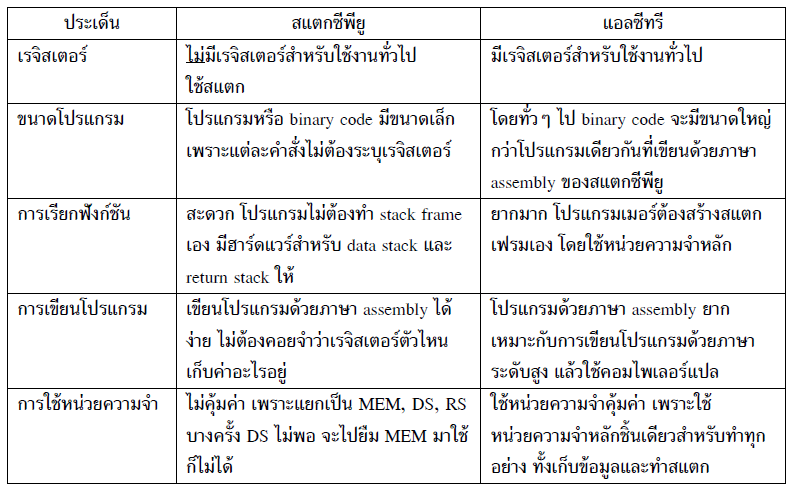 ประเด็น
สแตกซีพียู
แอลซีทรี
เรจิสเตอร์
ไม่มีเรจิสเตอร์สำหรับใช้งานทั่วไป
ใช้สแตก
มีเรจิสเตอร์สำหรับใช้งานทั่วไป
ขนาดโปรแกรม
โปรแกรมหรือ binary code มีขนาดเล็ก
เพราะแต่ละคำสั่งไม่ต้องระบุเรจิสเตอร์
โดยทั่วๆ ไป binary code จะมีขนาดใหญ่
กว่าโปรแกรมเดียวกันที่เขียนด้วยภาษา
assembly ของสแตกซีพียู
การเรียกฟังก์ชัน
สะดวก โปรแกรมไม่ต้องทำ stack frame
เอง มีฮาร์ดแวร์สำหรับ data stack และ
return stack ให้
ยากมาก โปรแกรมเมอร์ต้องสร้างสแตก
เฟรมเอง โดยใช้หน่วยความจำหลัก
การเขียนโปรแกรม
เขียนโปรแกรมด้วยภาษา assembly ได้
ง่าย ไม่ต้องคอยจำว่าเรจิสเตอร์ตัวไหน
เก็บค่าอะไรอยู่
โปรแกรมด้วยภาษา assembly ยาก
เหมาะกับการเขียนโปรแกรมด้วยภาษา
ระดับสูง แล้วใช้คอมไพเลอร์แปล
การใช้หน่วยความจำ
ไม่คุ้มค่า เพราะแยกเป็น MEM, DS, RS
บางครั้ง DS ไม่พอ จะไปยืม MEM มาใช้
ก็ไม่ได้
ใช้หน่วยความจำคุ้มค่า เพราะใช้
หน่วยความจำหลักชิ้นเดียวสำหรับทำทุก
อย่าง ทั้งเก็บข้อมูลและทำสแตก